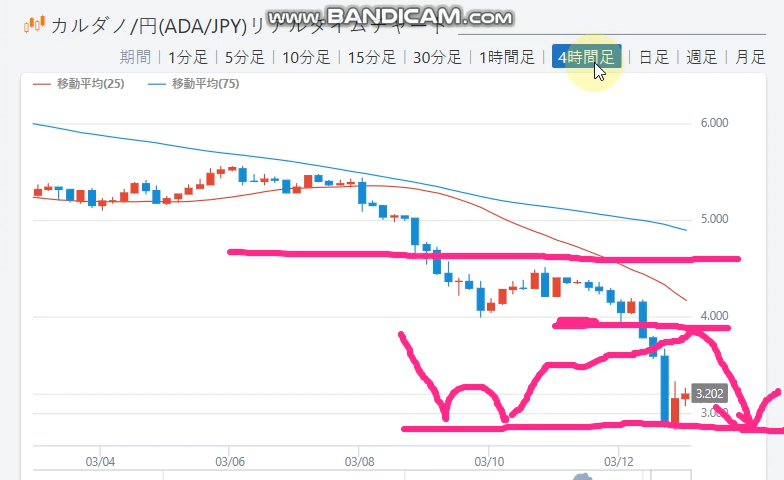 www.BANDICAM.com
カルダノ/円(ADA/JPY)リアルタイムチャート
期間 | 1分足 | 5分足 | 10分足 | 15分足 | 30分足 | 1時間足 | 4時間足 | 日足 | 週足 | 月足
移動平均(25) 移動平均(75)
6.000
5.000
4.000
3.202
3.000
03/04 03/06 03/08 03/10 03/12